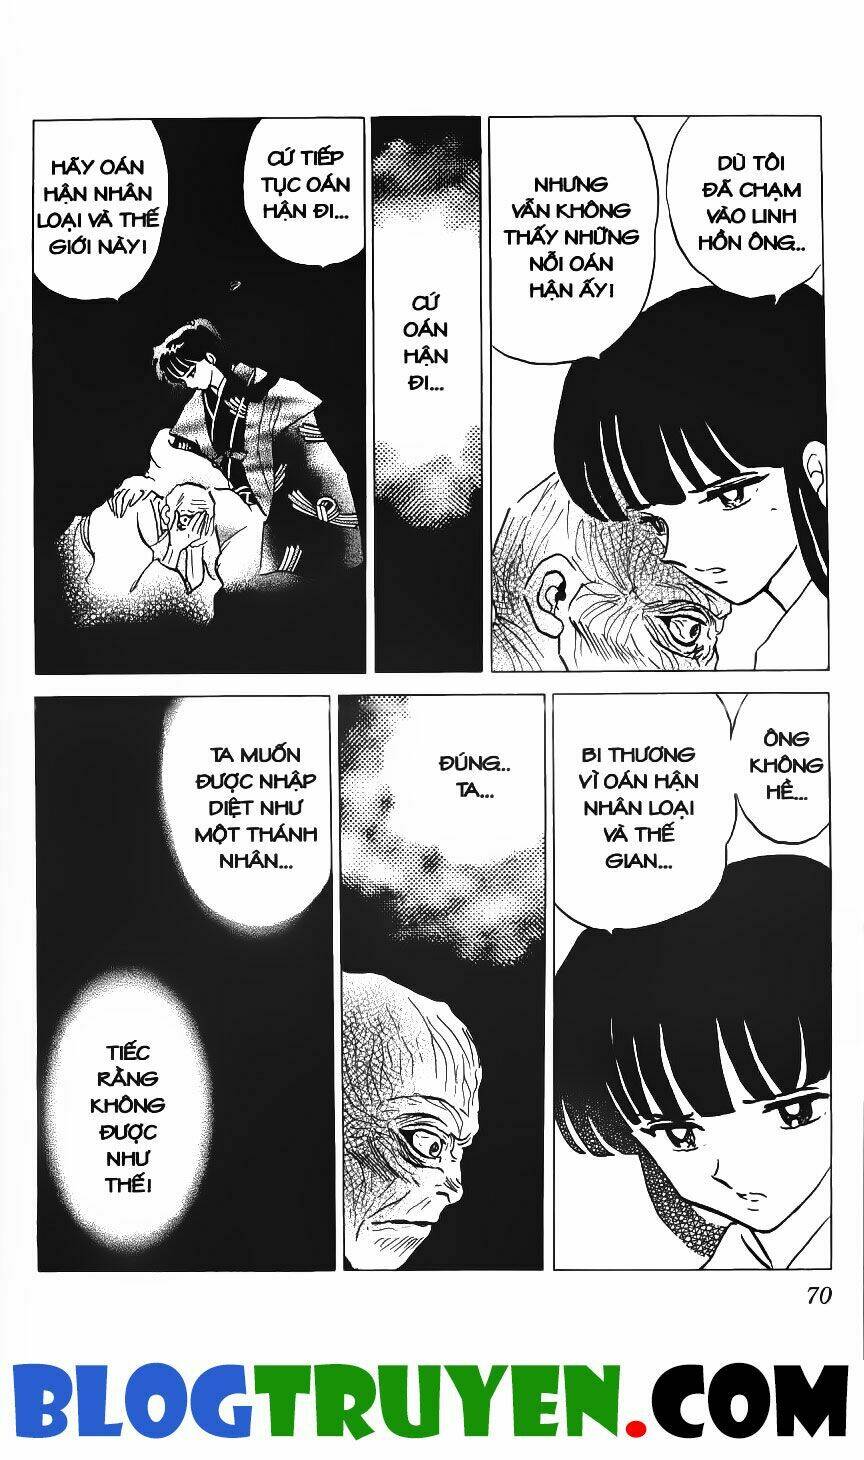 DÙ TÔI
ĐÃ CHẠM
VÀO LINH
HỒN ÔNG...
NHƯNG
VẪN KHÔNG
THẤY NHỮNG
NỖI OÁN
HẬN ẤY!
CỨ
OÁN
HẬN
ĐI...
CỨ TIẾP
TỤC OÁN
HẬN ĐI...
HÃY OÁN
HẬN NHÂN
LOẠI VÀ THẾ
GIỚI NÀY!
ÔNG
KHÔNG
HỀ...
BI THƯƠNG
VÌ OÁN HẬN
NHÂN LOẠI
VÀ THẾ
GIAN...
ĐÚNG..
TA...
TA MUỐN
ĐƯỢC NHẬP
DIỆT NHƯ
MỘT THÁNH
NHÂN...
TIẾC
RẰNG
KHÔNG
ĐƯỢC
NHƯ
THẾ!
70
BLOGTRUYEN.COM